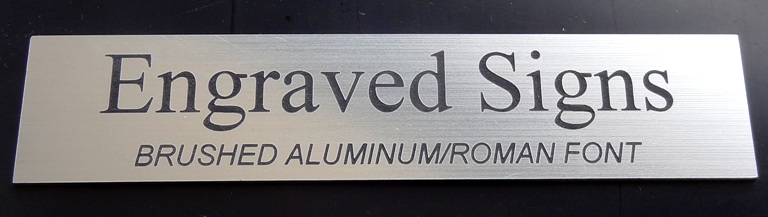 Engraved Signs
BRUSHED ALUMINUM/ROMAN FONT